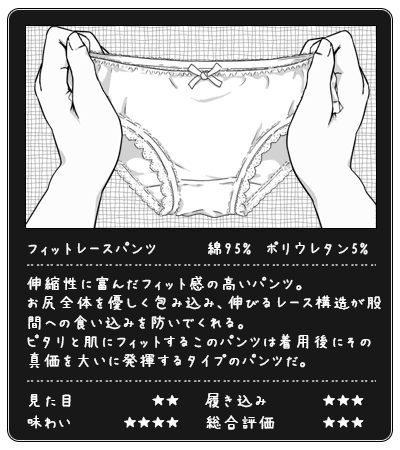 フィットレースパンツ　綿95%　ポリウレタン5%
伸縮性に富んだフィット感の高いパンツ。
お尻全体を優しく包み込み、伸びるレース構造が股
間への食い込みを防いでくれる。
ピタリと肌にフィットするこのパンツは着用後にその
真価を大いに発揮するタイプのパンツだ。
見た目　★★　履き込み　★★★
味わい　★★★★　総合評価　★★★